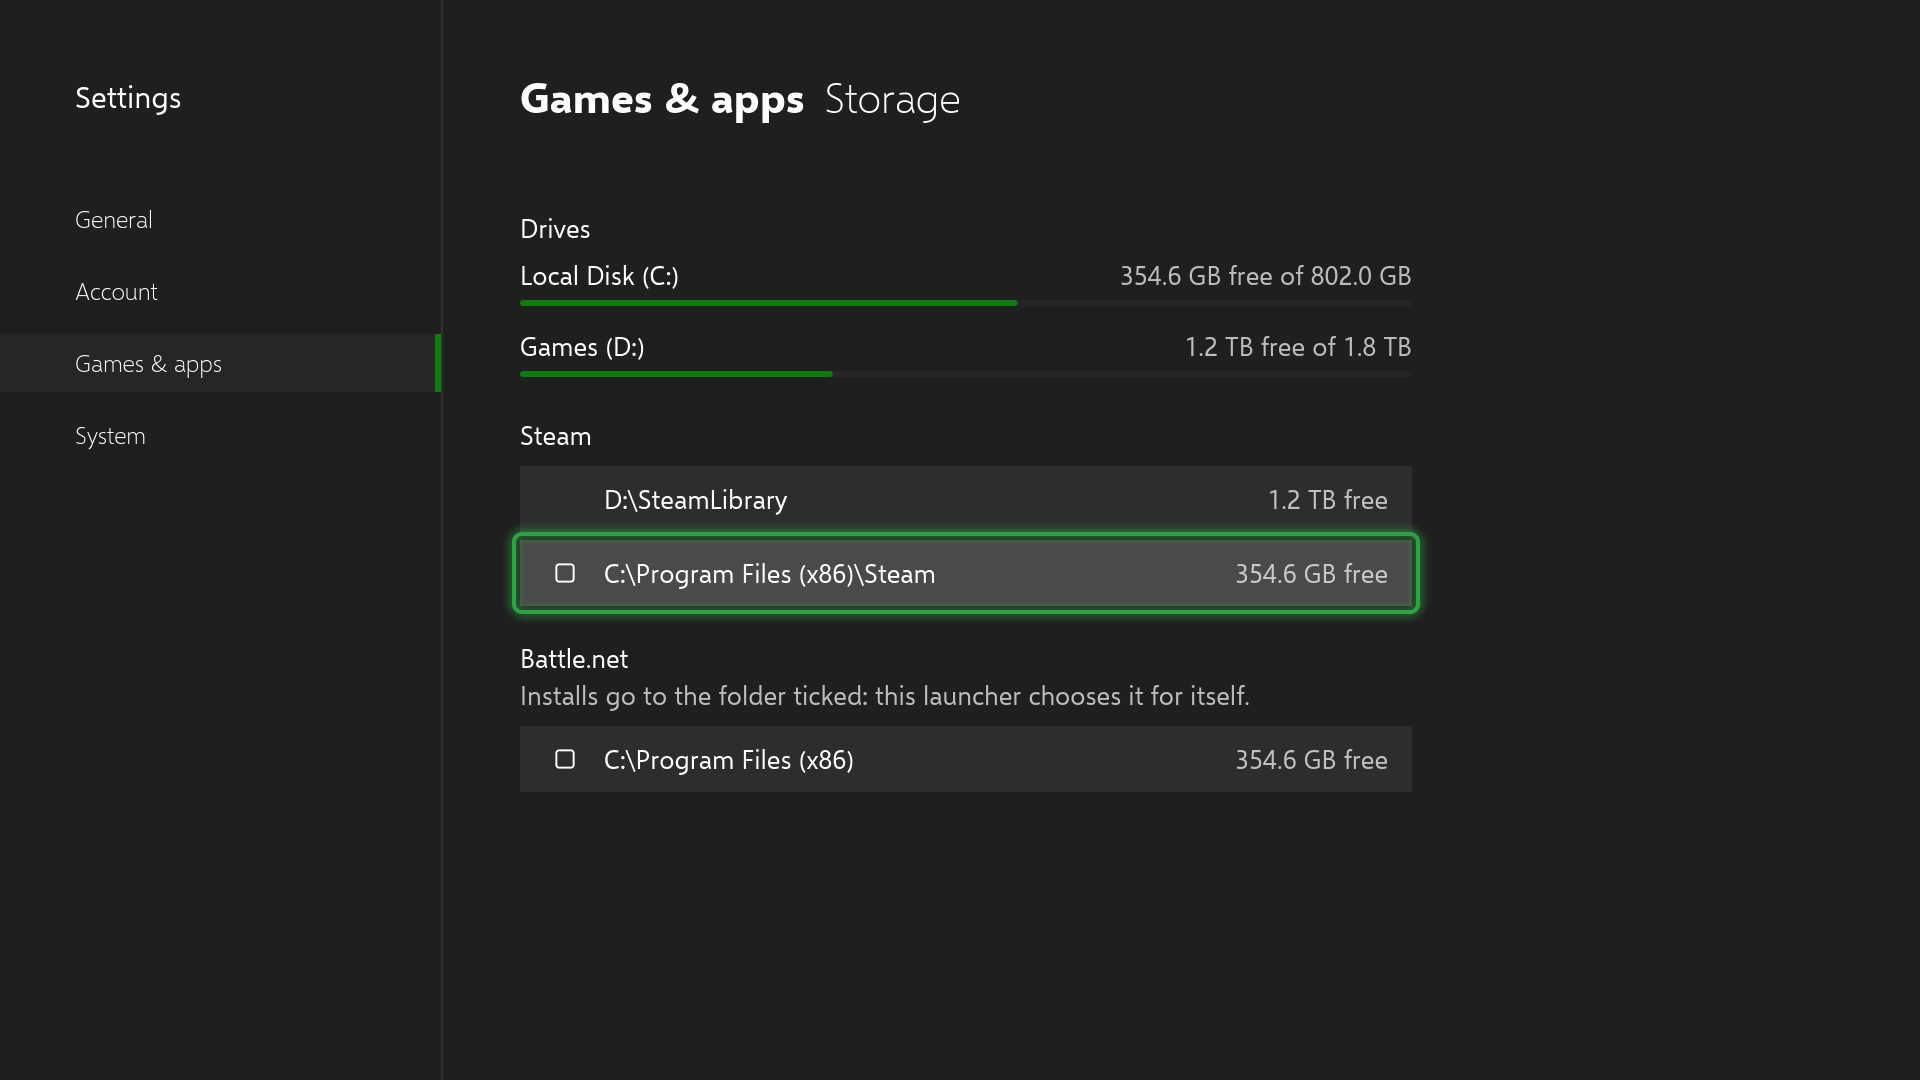 Settings
General
Account
Games & apps
System
Games & apps Storage
Drives
Local Disk (C:) 354.6 GB free of 802.0 GB
Games (D:) 1.2 TB free of 1.8 TB
Steam
D:\SteamLibrary 1.2 TB free
C:\Program Files (x86)\Steam 354.6 GB free
Battle.net
Installs go to the folder ticked: this launcher chooses it for itself.
C:\Program Files (x86) 354.6 GB free